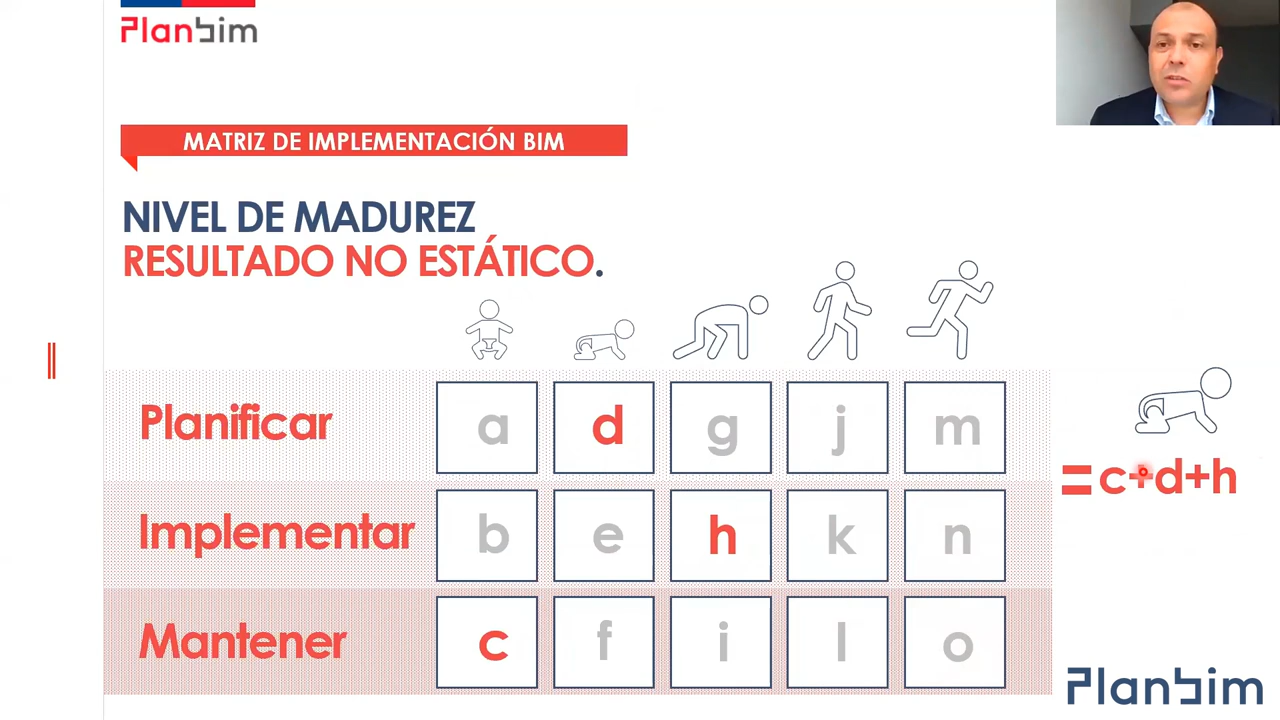 Planbim
MATRIZ DE IMPLEMENTACIÓN BIM
NIVEL DE MADUREZ
RESULTADO NO ESTÁTICO.
Planificar a d g j m
= c+d+h
Implementar b e h k n
Mantener c f i l o
Planbim